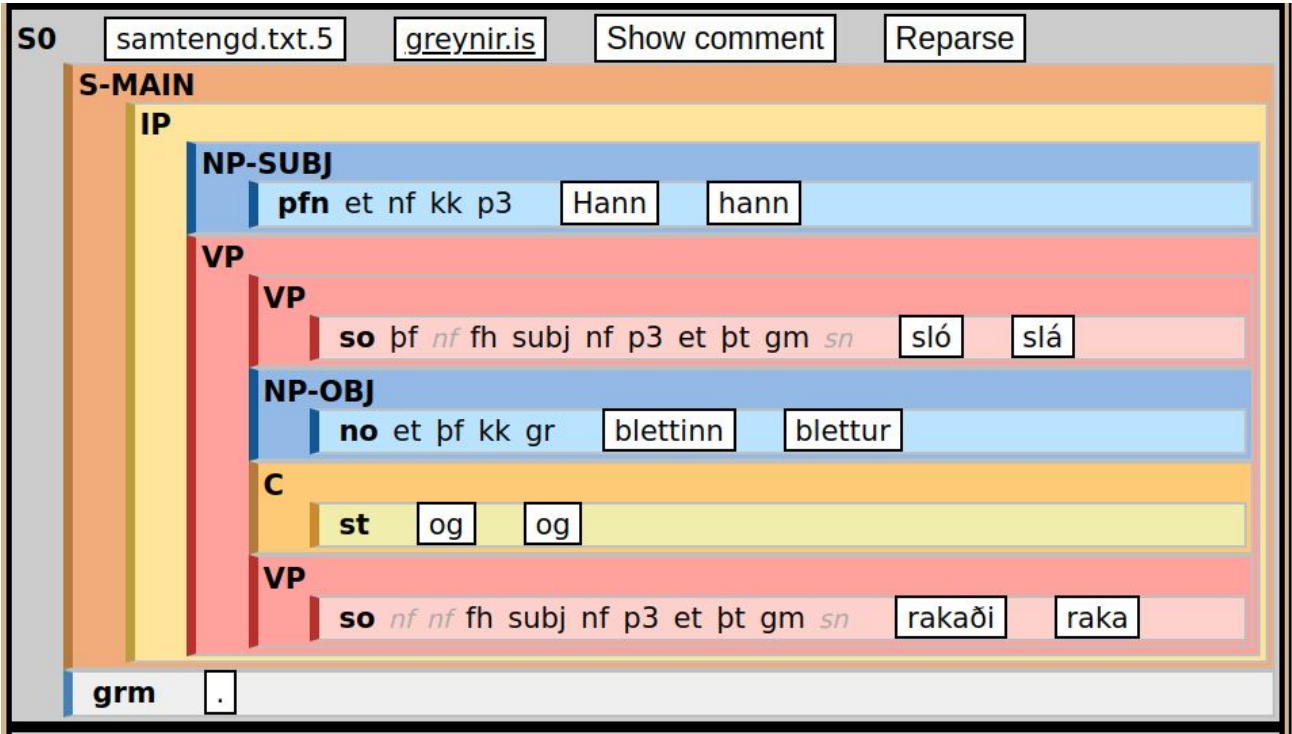 S0 samtengd.txt.5 greynir.is Show comment Reparse
S-MAIN
IP
NP-SUBJ
pfn et nf kk p3 Hann hann
VP
VP
so þf nf fh subj nf p3 et þt gm sn sló slá
NP-OBJ
no et þf kk gr blettinn blettur
C
st og og
VP
so nf nf fh subj nf p3 et þt gm sn rakaði raka
grm .